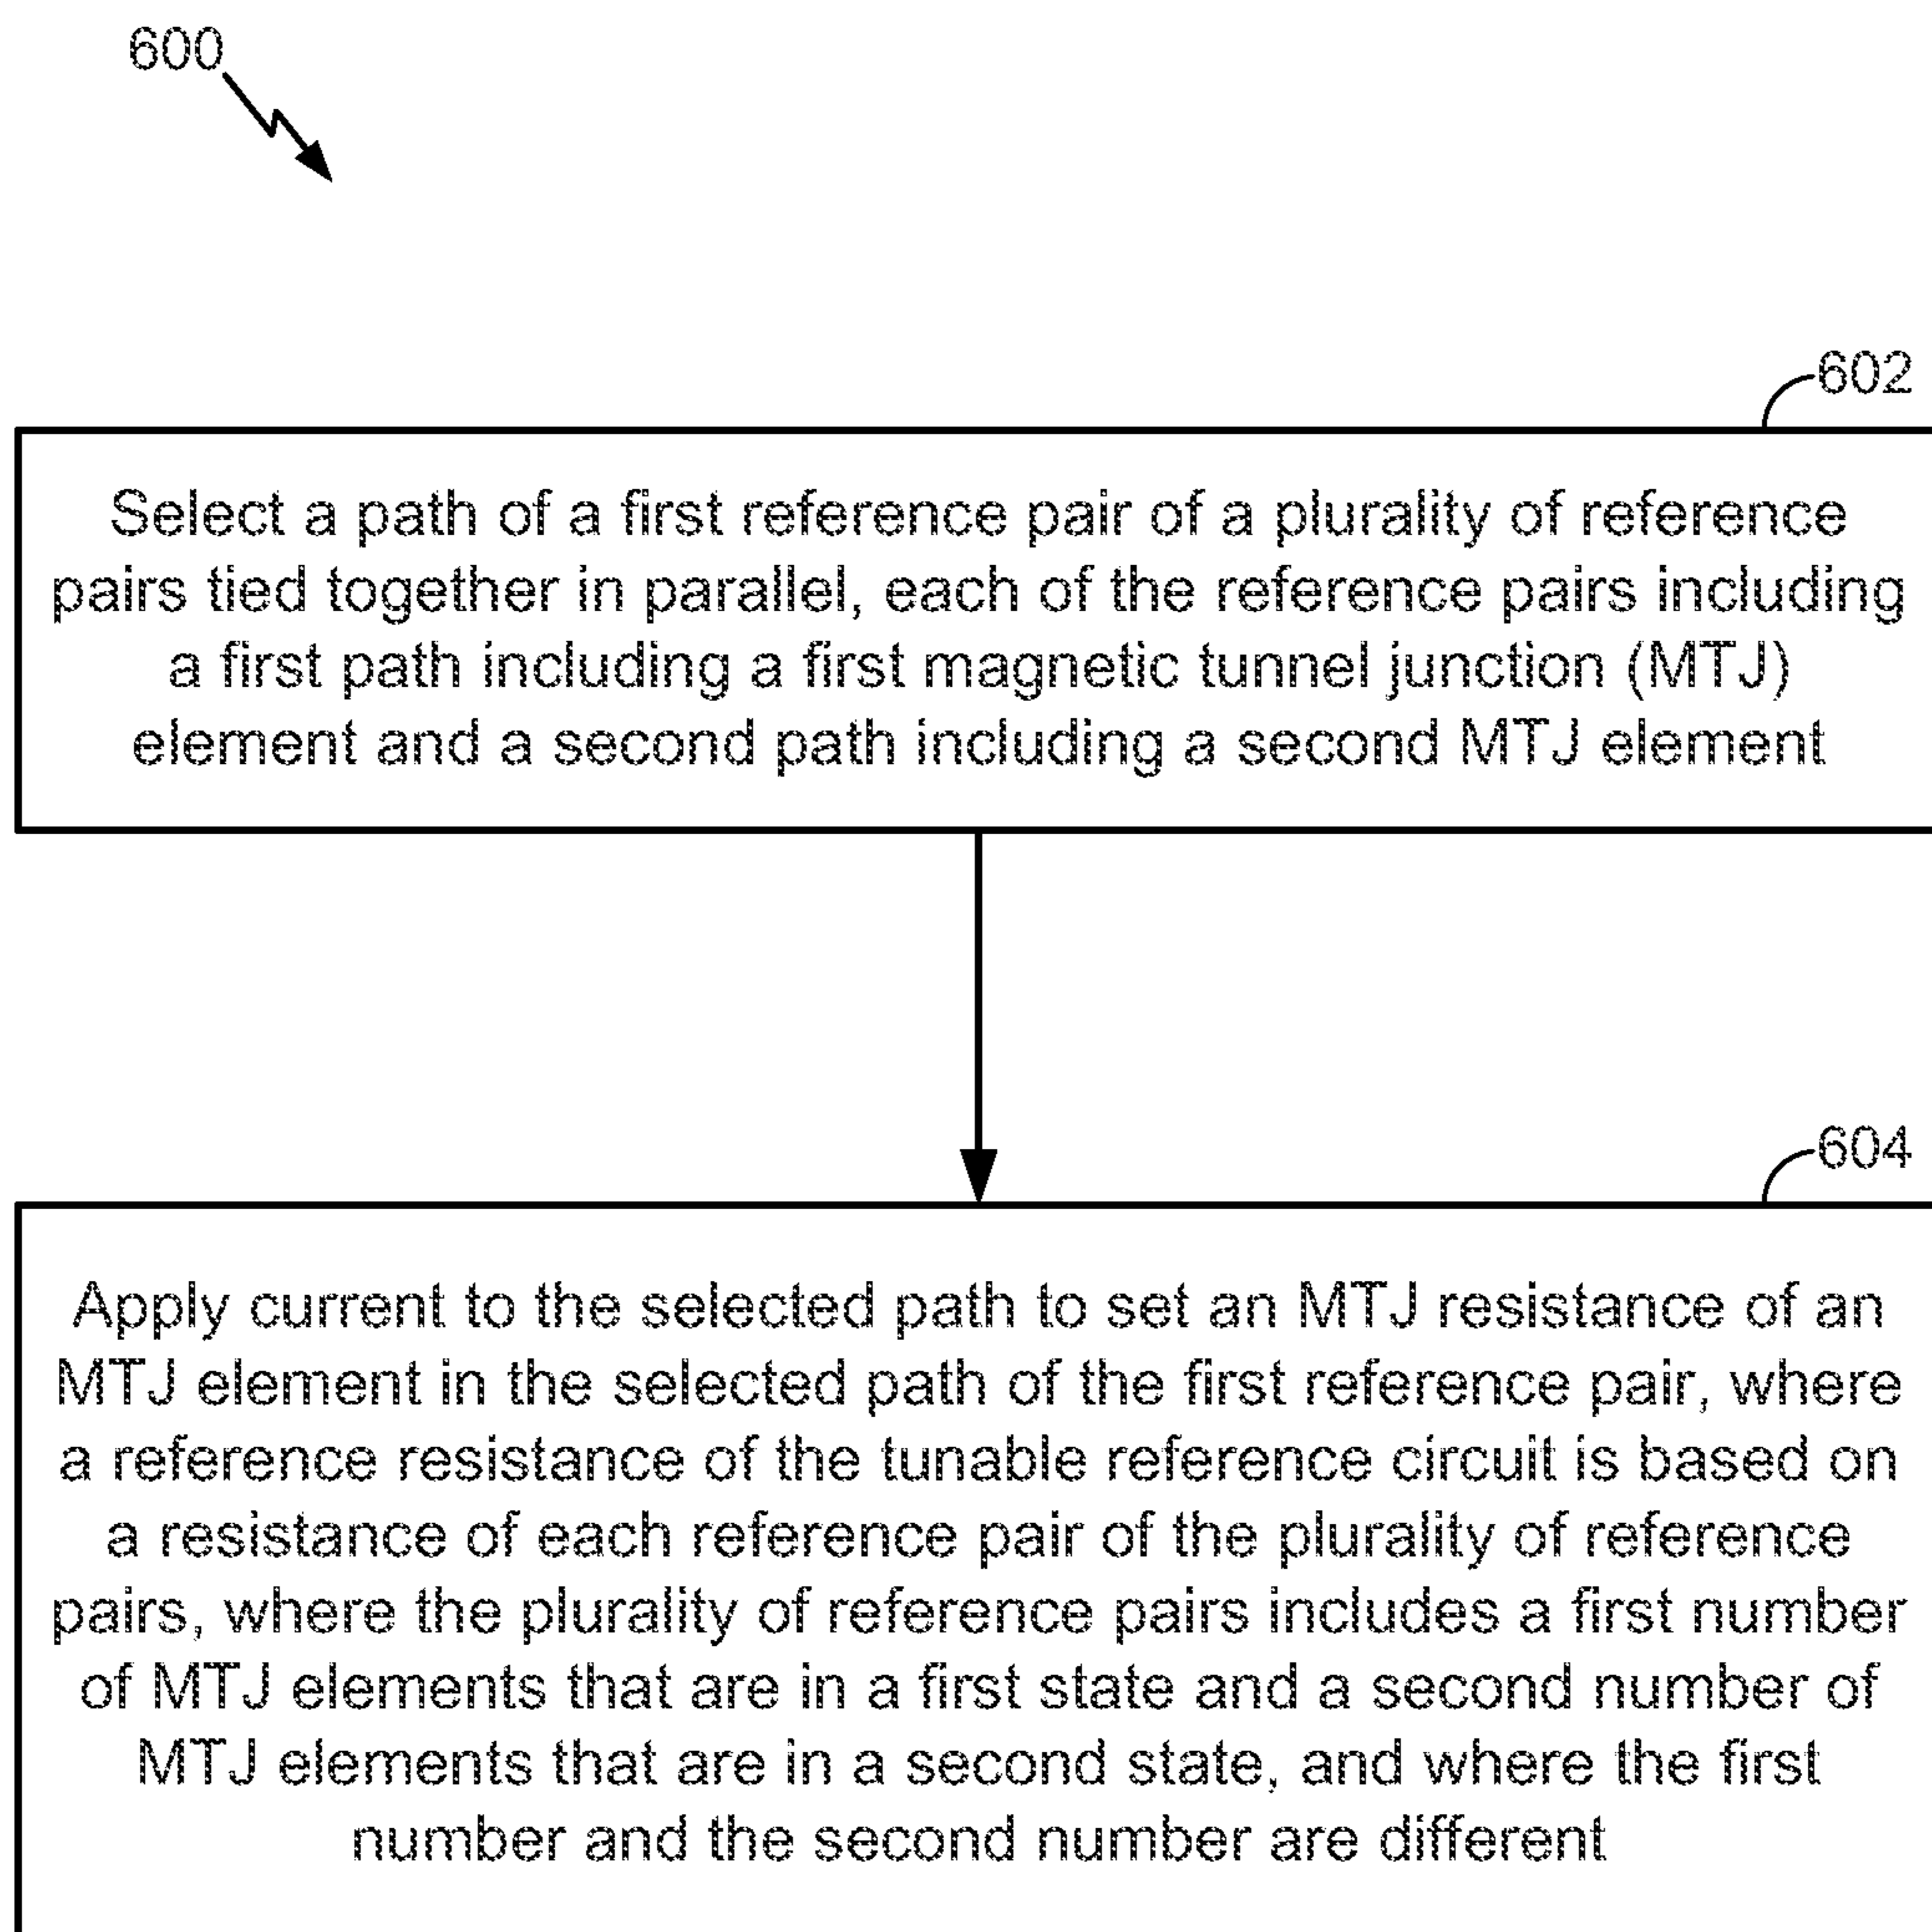 600
602
Select a path of a first reference pair of a plurality of reference
pairs tied together in parallel, each of the reference pairs including
a first path including a first magnetic tunnel junction (MTJ)
element and a second path including a second MTJ element
604
Apply current to the selected path to set an MTJ resistance of an
MTJ element in the selected path of the first reference pair, where
a reference resistance of the tunable reference circuit is based on
a resistance of each reference pair of the plurality of reference
pairs, where the plurality of reference pairs includes a first number
of MTJ elements that are in a first state and a second number of
MTJ elements that are in a second state, and where the first
number and the second number are different